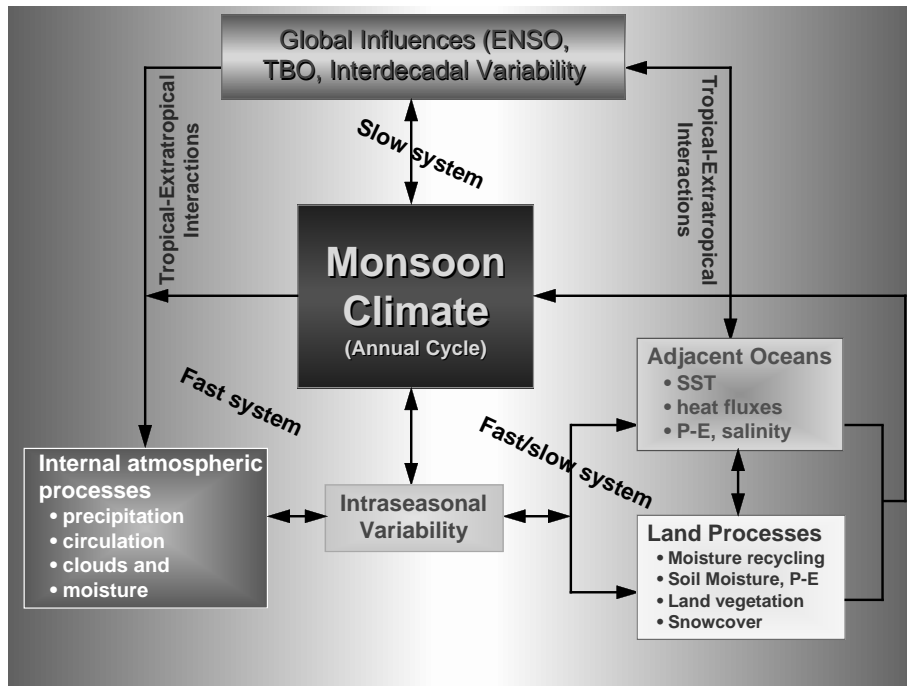 Global Influences (ENSO,
TBO, Interdecadal Variability
Tropical-Extratropical
Interactions
Slow system
Tropical-Extratropical
Interactions
Monsoon
Climate
(Annual Cycle)
Fast system
Fast/slow system
Adjacent Oceans
• SST
• heat fluxes
• P-E, salinity
Internal atmospheric
processes
• precipitation
• circulation
• clouds and
• moisture
Intraseasonal
Variability
Land Processes
• Moisture recycling
• Soil Moisture, P-E
• Land vegetation
• Snowcover